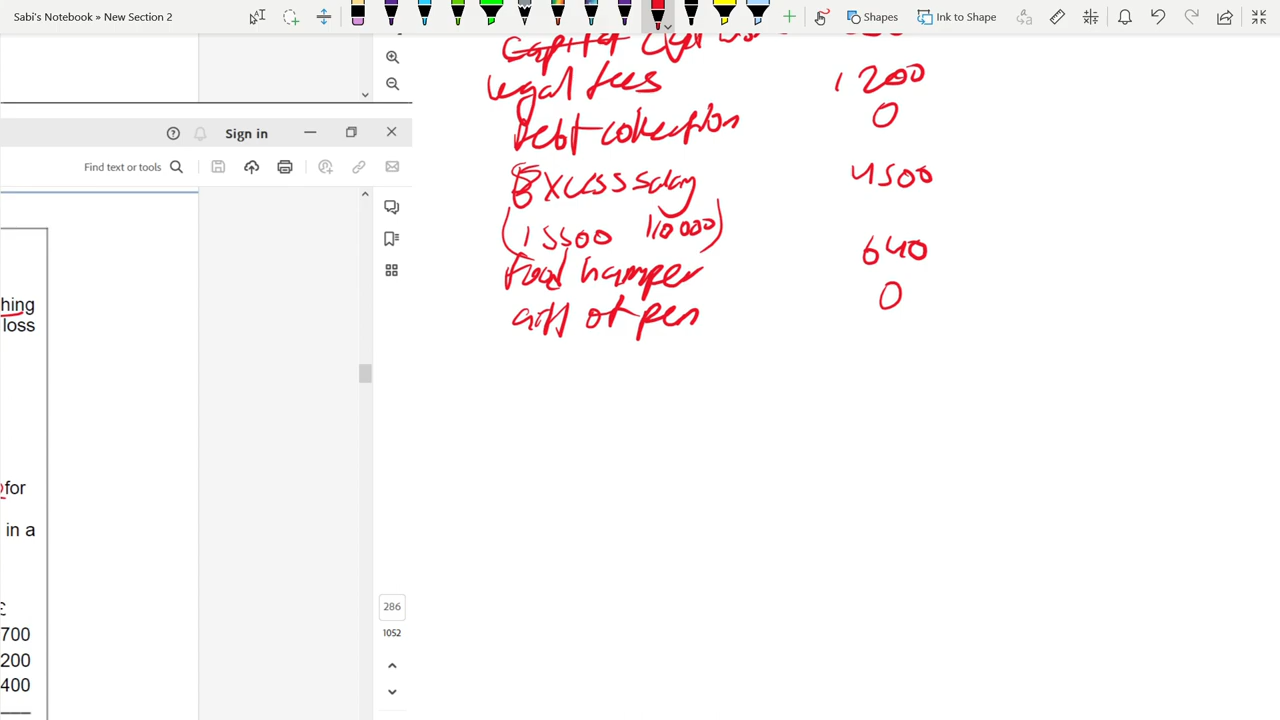 Sabi's Notebook » New Section 2
Shapes
Ink to Shape
Capital
legal fees 1200
Debt collection 0
Sign in
Find text or tools
Excess salary 4500
(15500 110000)
food hamper 640
gift of pen 0
hing
loss
for
in a
286
1052
£
700
200
400